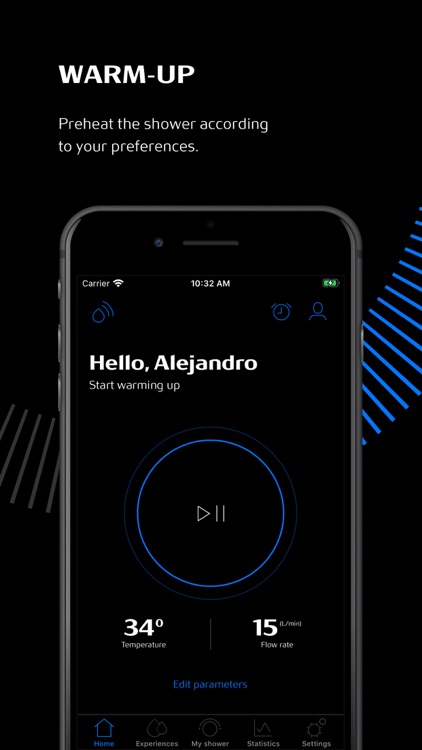 WARM-UP
Preheat the shower according
to your preferences.
Carrier 10:32 AM
Hello, Alejandro
Start warming up
34º 15 (L/min)
Temperature Flow rate
Edit parameters
Home Experiences My shower Statistics Settings